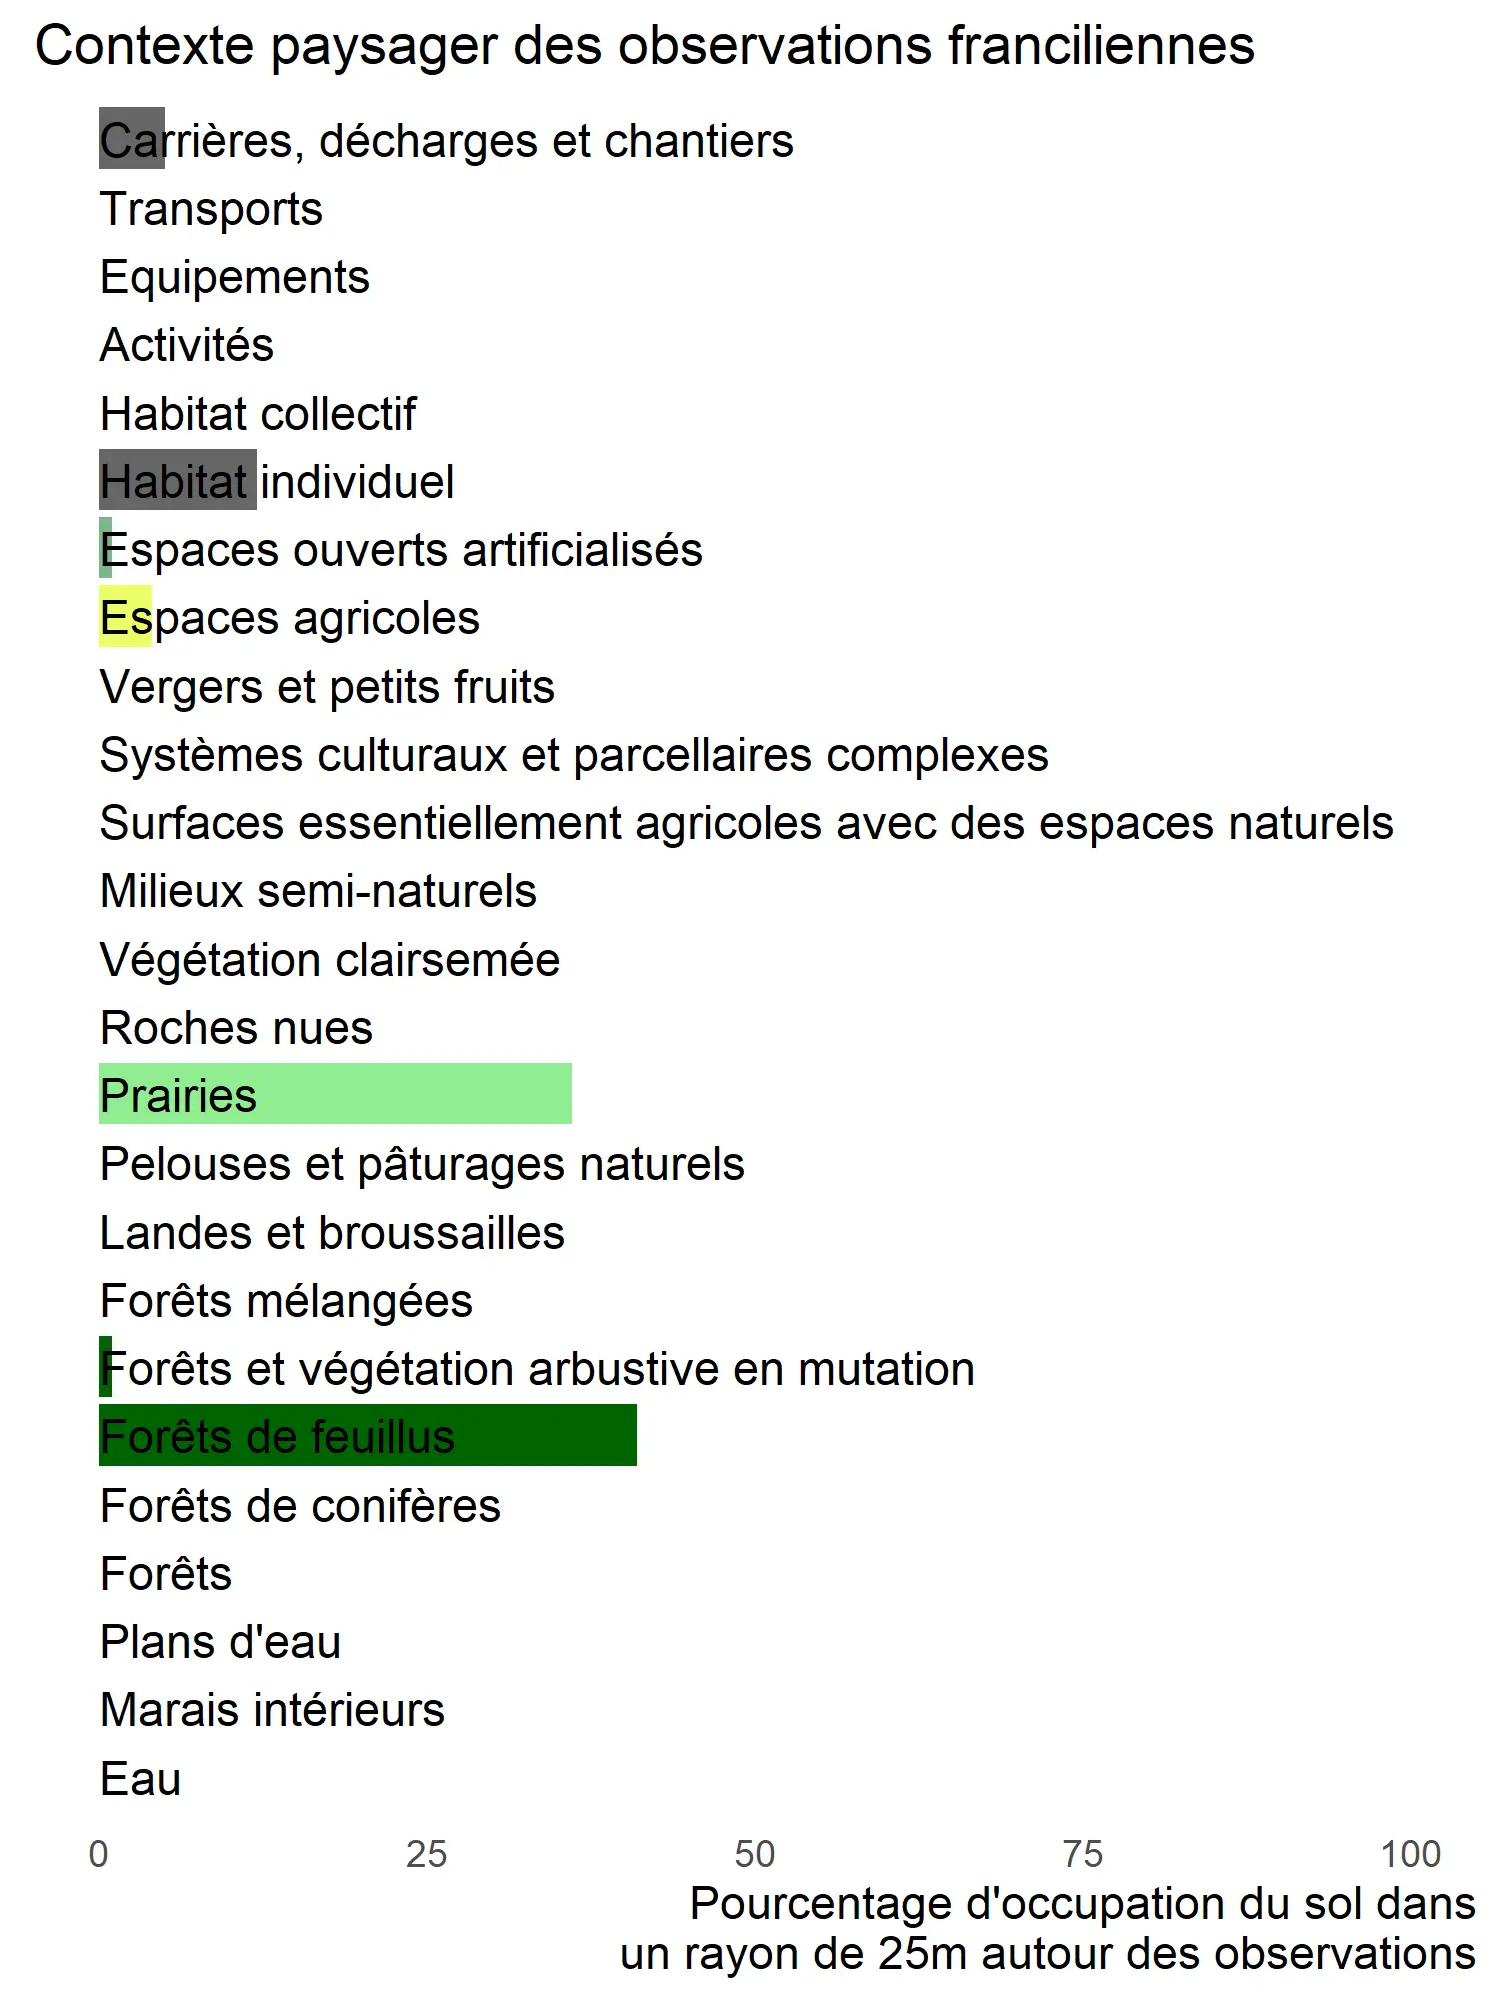 Contexte paysager des observations franciliennes
Carrières, décharges et chantiers
Transports
Equipements
Activités
Habitat collectif
Habitat individuel
Espaces ouverts artificialisés
Espaces agricoles
Vergers et petits fruits
Systèmes culturaux et parcellaires complexes
Surfaces essentiellement agricoles avec des espaces naturels
Milieux semi-naturels
Végétation clairsemée
Roches nues
Prairies
Pelouses et pâturages naturels
Landes et broussailles
Forêts mélangées
Forêts et végétation arbustive en mutation
Forêts de feuillus
Forêts de conifères
Forêts
Plans d'eau
Marais intérieurs
Eau
0 25 50 75 100
Pourcentage d'occupation du sol dans
un rayon de 25m autour des observations